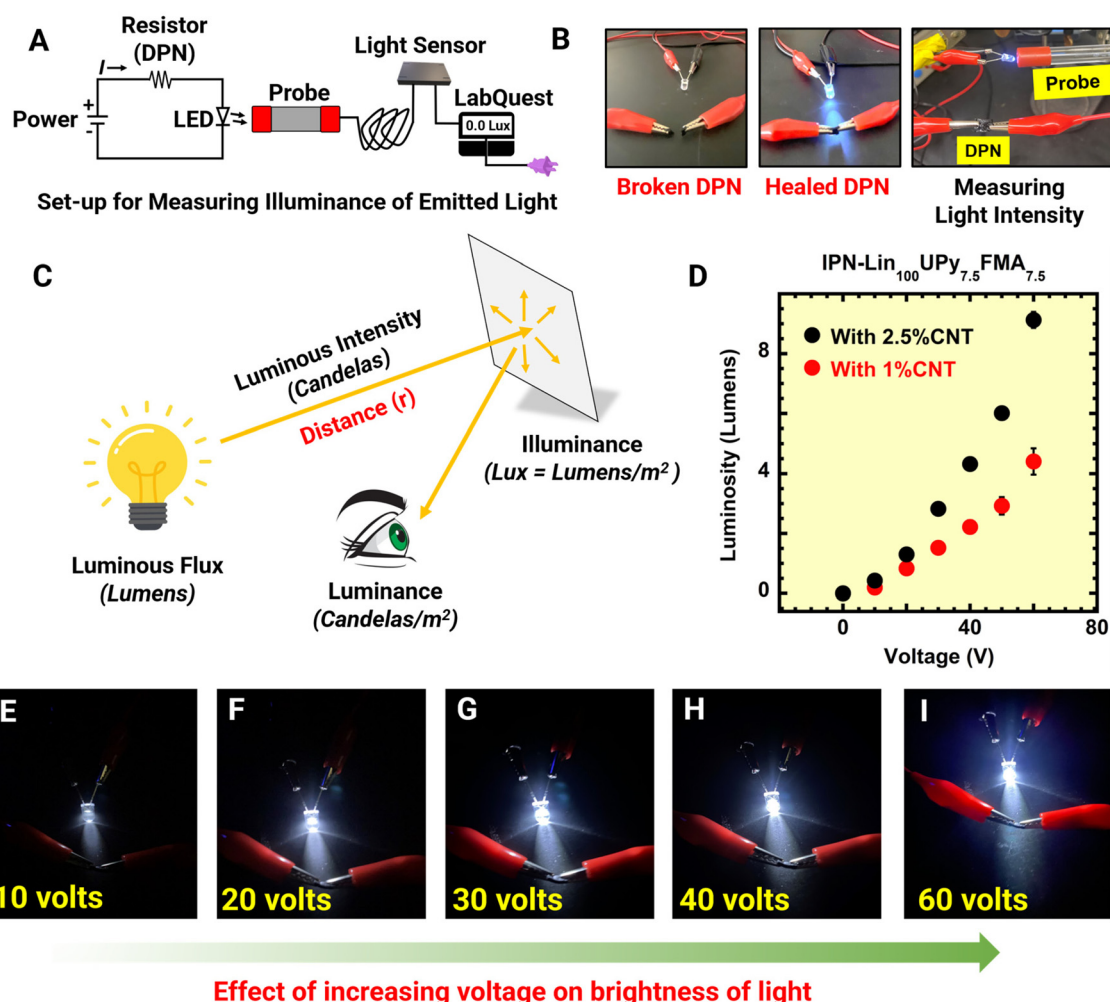 A
Resistor
(DPN)
I →
Power
+
-
LED
Probe
Light Sensor
LabQuest
0.0 Lux
Set-up for Measuring Illuminance of Emitted Light
B
Broken DPN
Healed DPN
Probe
DPN
Measuring
Light Intensity
C
Luminous Intensity
(Candelas)
Distance (r)
Illuminance
(Lux = Lumens/m²)
Luminous Flux
(Lumens)
Luminance
(Candelas/m²)
D
IPN-Lin₁₀₀UPy₇.₅FMA₇.₅
With 2.5%CNT
With 1%CNT
Luminosity (Lumens)
8
4
0
0 40 80
Voltage (V)
E
10 volts
F
20 volts
G
30 volts
H
40 volts
I
60 volts
Effect of increasing voltage on brightness of light